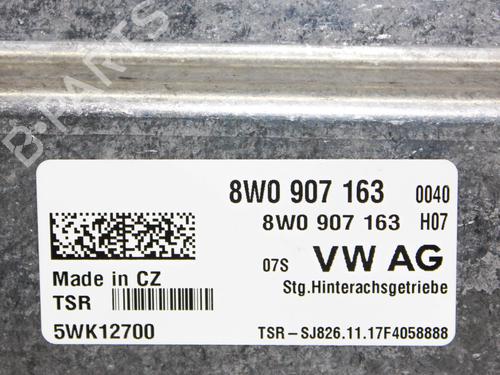 B-PARTS
8W0 907 163 0040
8W0 907 163 H07
07S VW AG
Stg.Hinterachsgetriebe
Made in CZ
TSR
5WK12700
TSR-SJ826.11.17F4058888